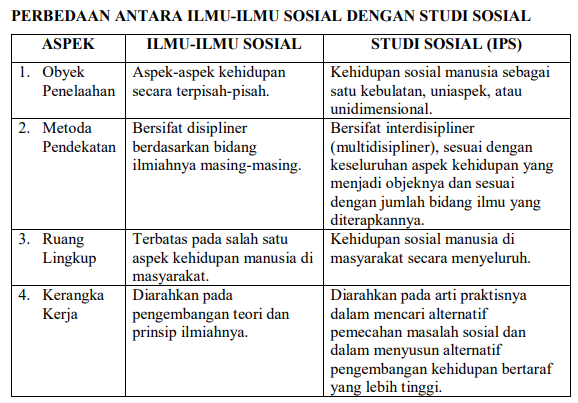 PERBEDAAN ANTARA ILMU-ILMU SOSIAL DENGAN STUDI SOSIAL
ASPEK ILMU-ILMU SOSIAL STUDI SOSIAL (IPS)
1. Obyek
Penelaahan
Aspek-aspek kehidupan
secara terpisah-pisah.
Kehidupan sosial manusia sebagai
satu kebulatan, uniaspek, atau
unidimensional.
2. Metoda
Pendekatan
Bersifat disipliner
berdasarkan bidang
ilmiahnya masing-masing.
Bersifat interdisipliner
(multidisipliner), sesuai dengan
keseluruhan aspek kehidupan yang
menjadi objeknya dan sesuai
dengan jumlah bidang ilmu yang
diterapkannya.
3. Ruang
Lingkup
Terbatas pada salah satu
aspek kehidupan manusia di
masyarakat.
Kehidupan sosial manusia di
masyarakat secara menyeluruh.
4. Kerangka
Kerja
Diarahkan pada
pengembangan teori dan
prinsip ilmiahnya.
Diarahkan pada arti praktisnya
dalam mencari alternatif
pemecahan masalah sosial dan
dalam menyusun alternatif
pengembangan kehidupan bertaraf
yang lebih tinggi.